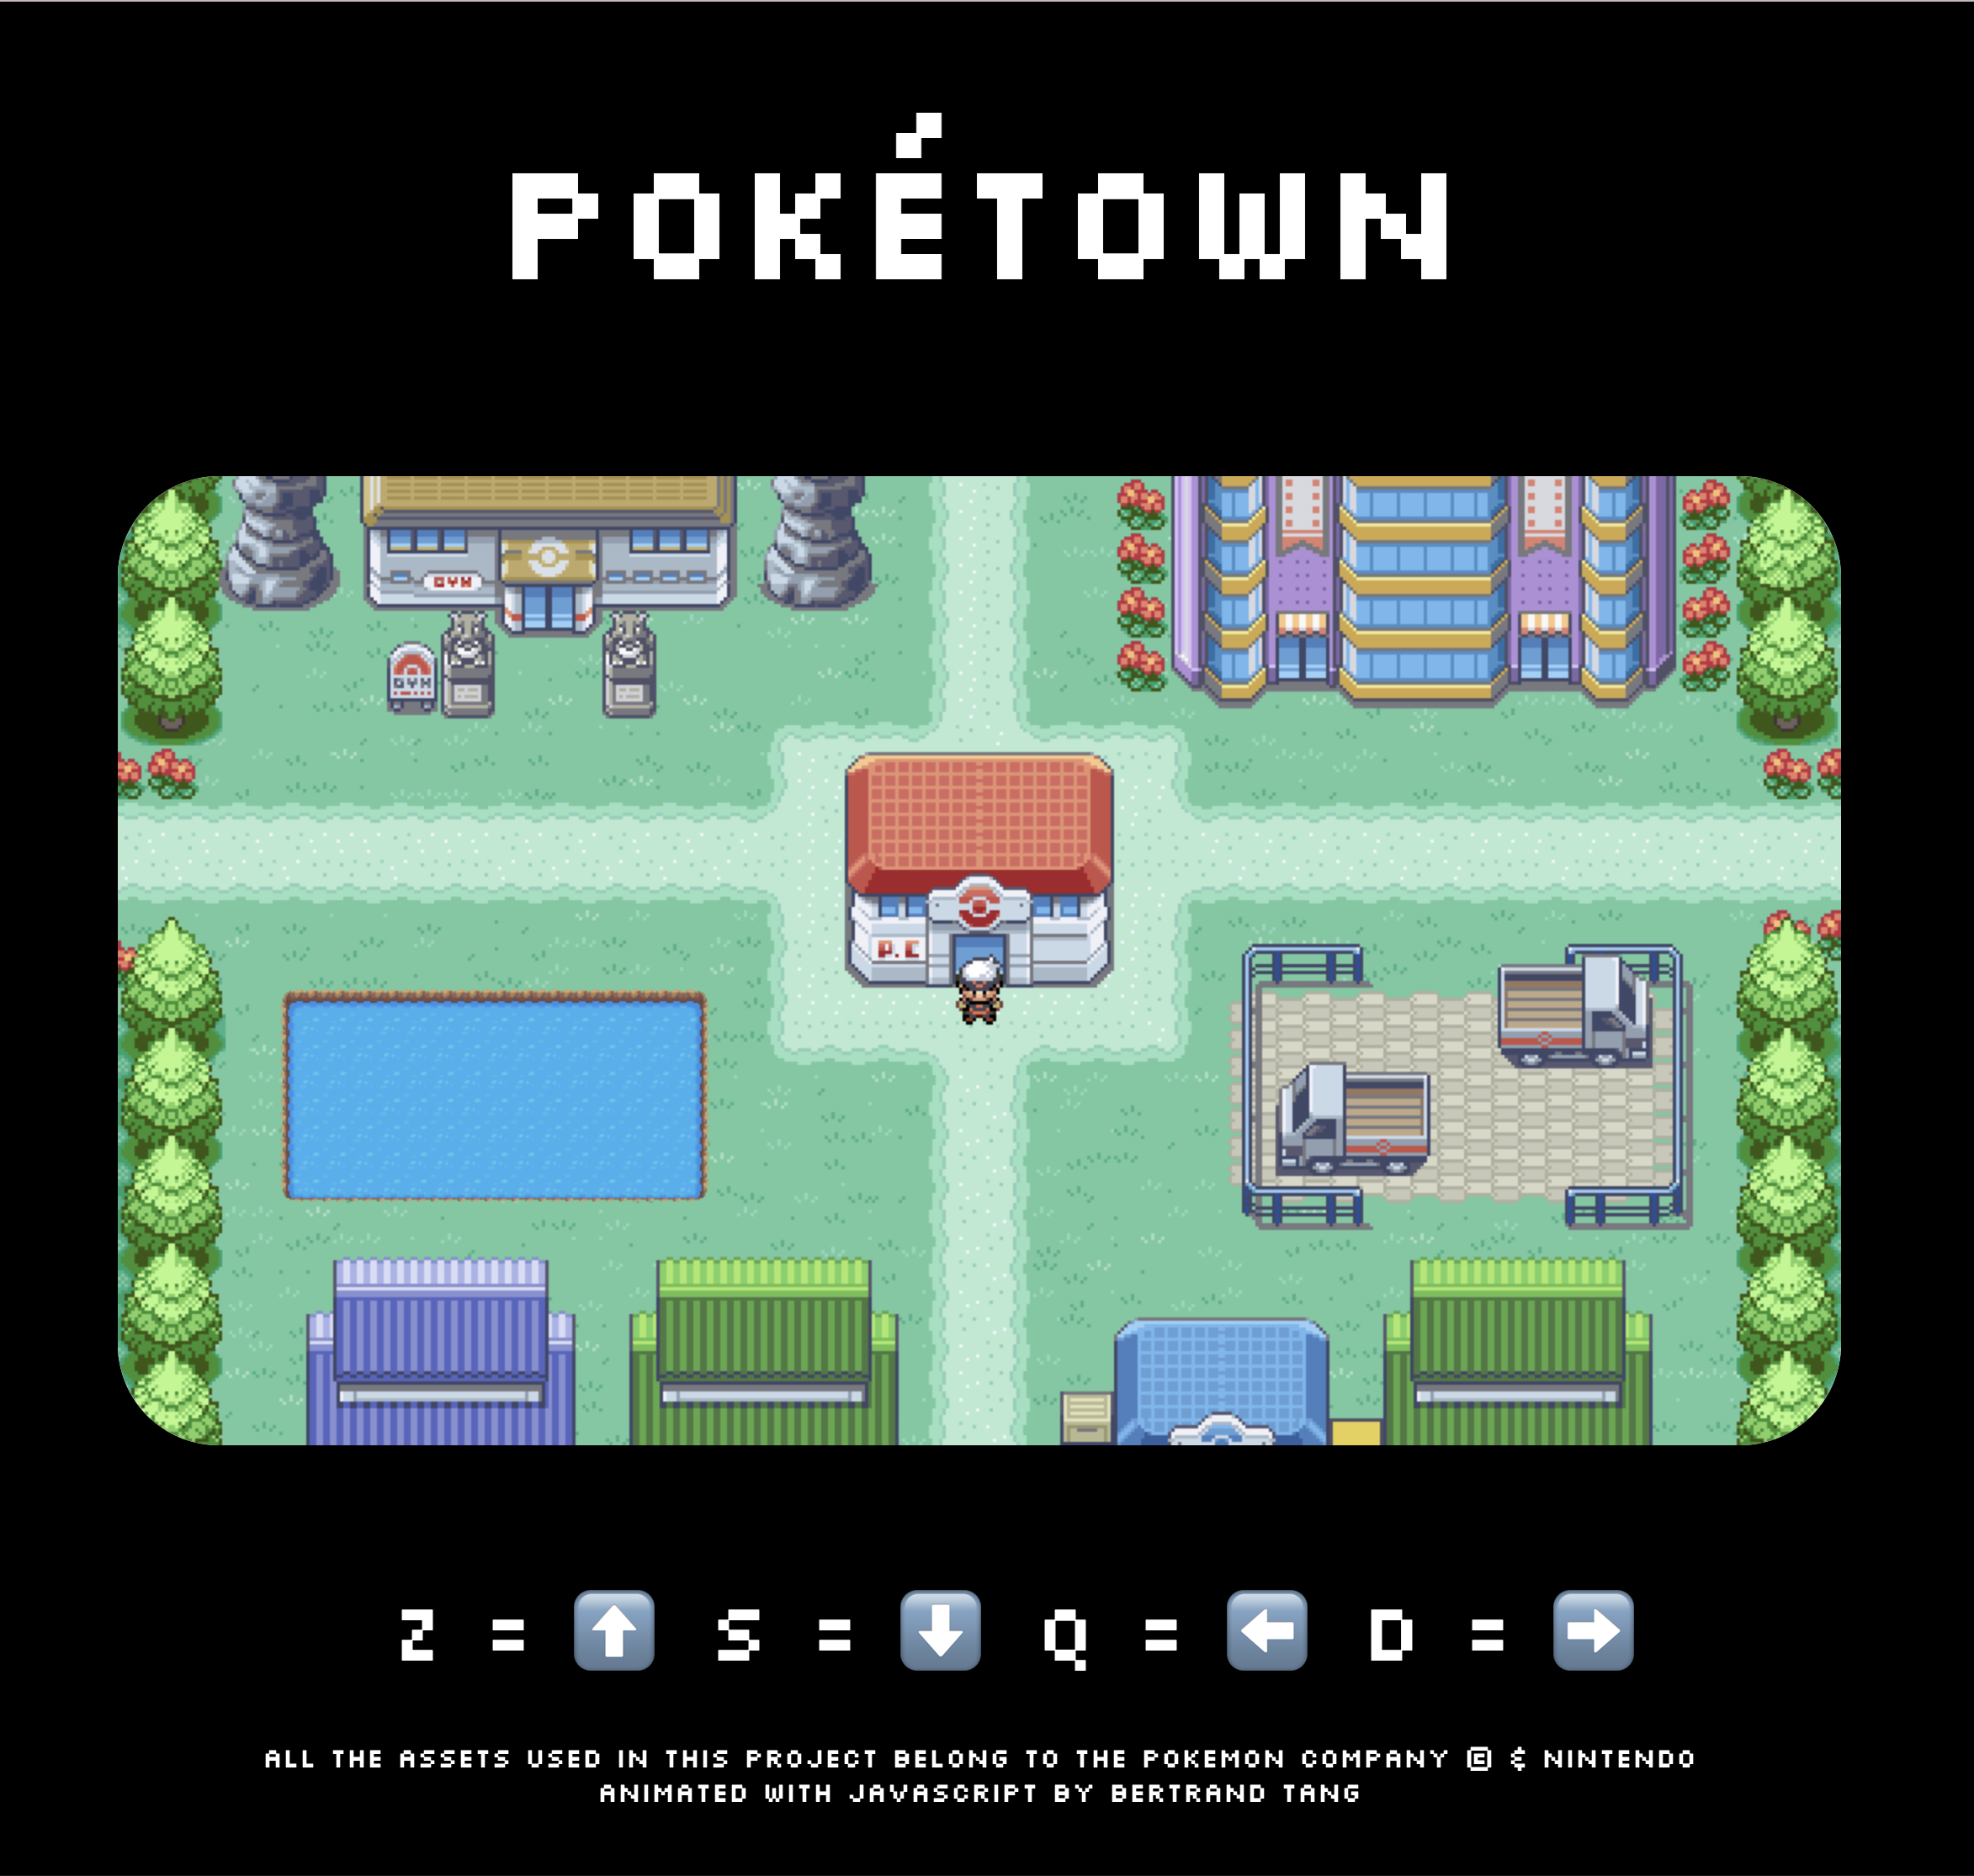 POKÉTOWN
GYM
GYM
P.C
Z = ⬆️ S = ⬇️ Q = ⬅️ D = ➡️
ALL THE ASSETS USED IN THIS PROJECT BELONG TO THE POKEMON COMPANY © & NINTENDO
ANIMATED WITH JAVASCRIPT BY BERTRAND TANG